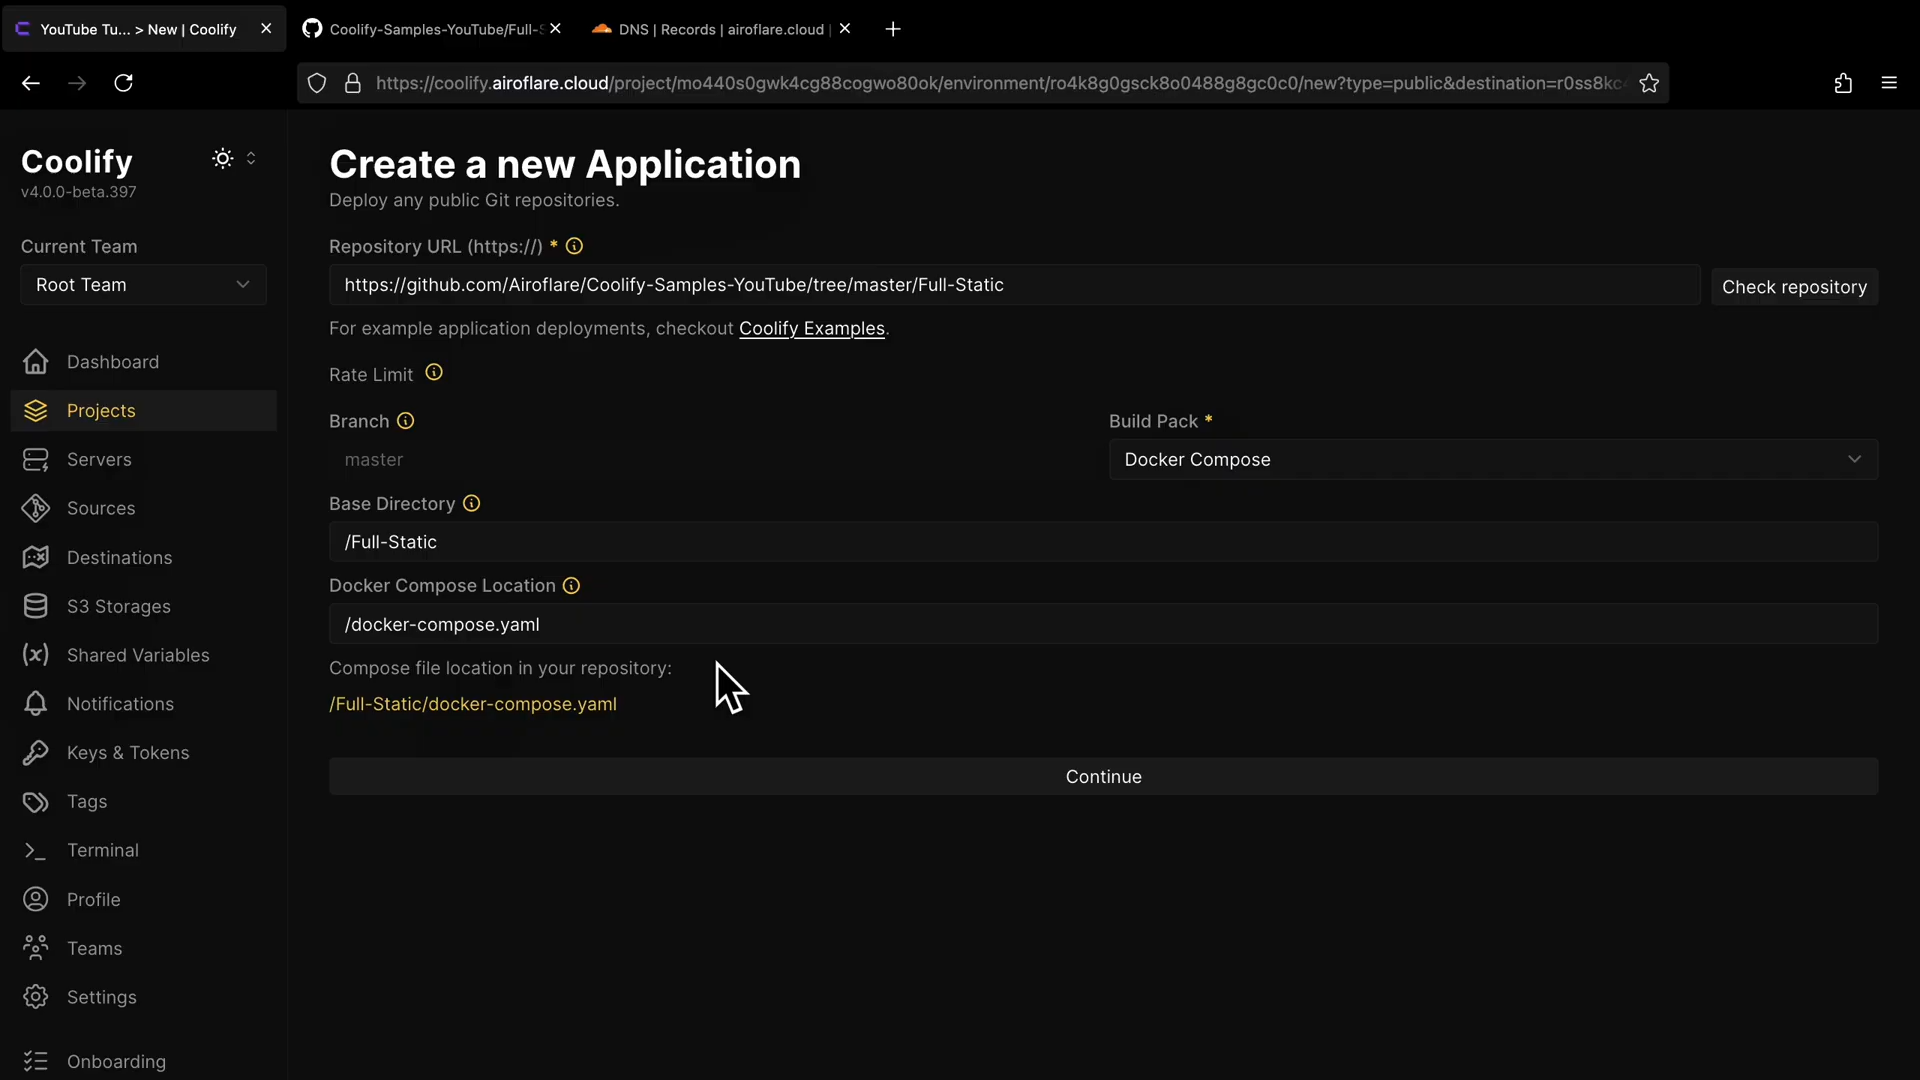 YouTube Tu... > New | Coolify
Coolify-Samples-YouTube/Full-S
DNS | Records | airoflare.cloud |
https://coolify.airoflare.cloud/project/mo440s0gwk4cg88cogwo80ok/environment/ro4k8g0gsck8o0488g8gc0c0/new?type=public&destination=r0ss8kc
Coolify
v4.0.0-beta.397
Current Team
Root Team
Dashboard
Projects
Servers
Sources
Destinations
S3 Storages
Shared Variables
Notifications
Keys & Tokens
Tags
Terminal
Profile
Teams
Settings
Onboarding
Create a new Application
Deploy any public Git repositories.
Repository URL (https://) *
https://github.com/Airoflare/Coolify-Samples-YouTube/tree/master/Full-Static
Check repository
For example application deployments, checkout Coolify Examples.
Rate Limit
Branch
master
Build Pack *
Docker Compose
Base Directory
/Full-Static
Docker Compose Location
/docker-compose.yaml
Compose file location in your repository:
/Full-Static/docker-compose.yaml
Continue